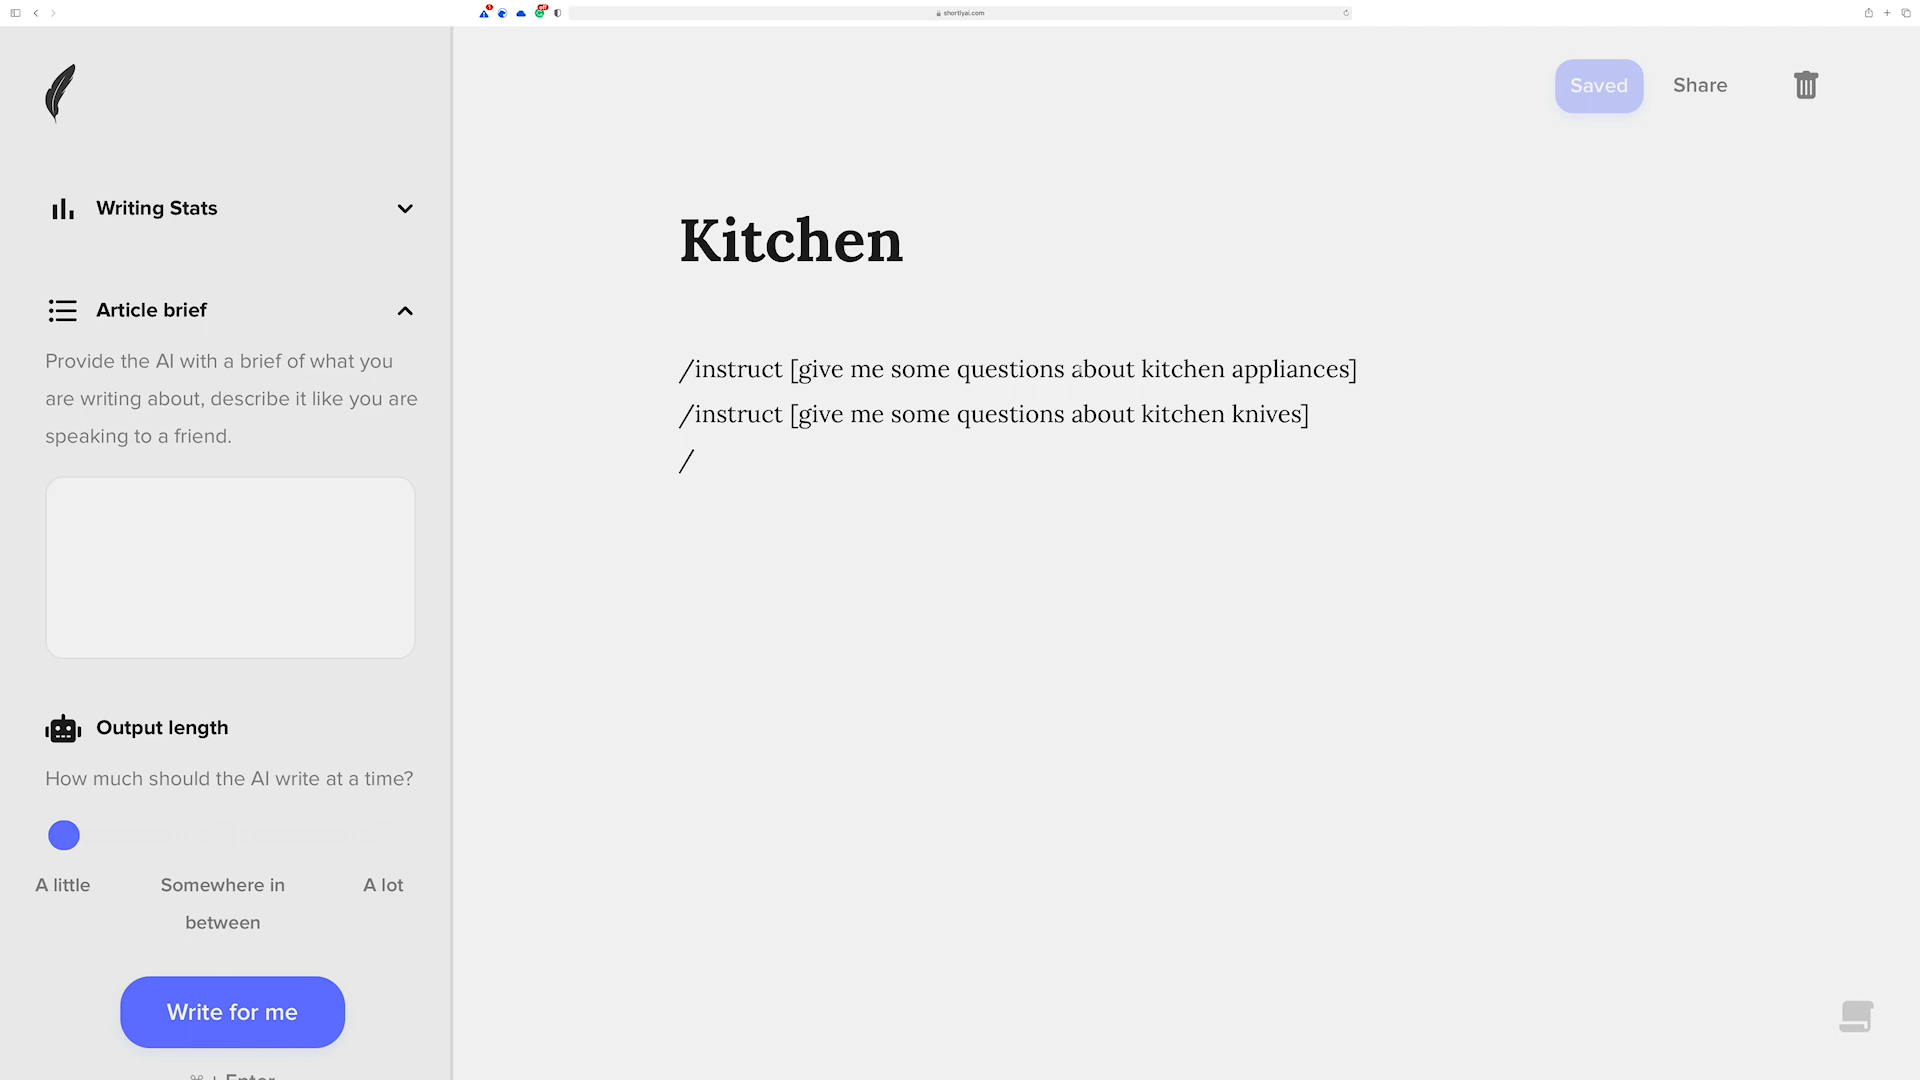 shortlyai.com
Saved
Share
Writing Stats
Article brief
Provide the AI with a brief of what you
are writing about, describe it like you are
speaking to a friend.
Output length
How much should the AI write at a time?
A little
Somewhere in
between
A lot
Write for me
⌘ + Enter
Kitchen
/instruct [give me some questions about kitchen appliances]
/instruct [give me some questions about kitchen knives]
/